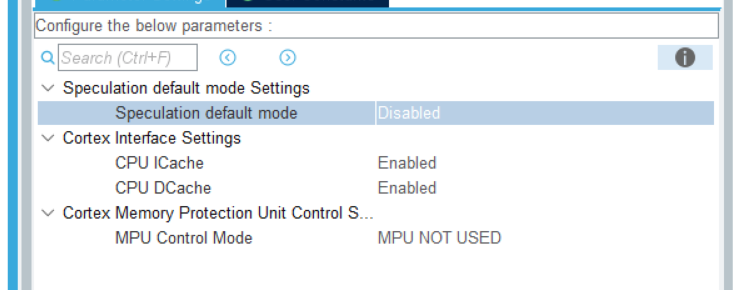 Configure the below parameters :
Search (Ctrl+F)
Speculation default mode Settings
Speculation default mode Disabled
Cortex Interface Settings
CPU ICache Enabled
CPU DCache Enabled
Cortex Memory Protection Unit Control S...
MPU Control Mode MPU NOT USED